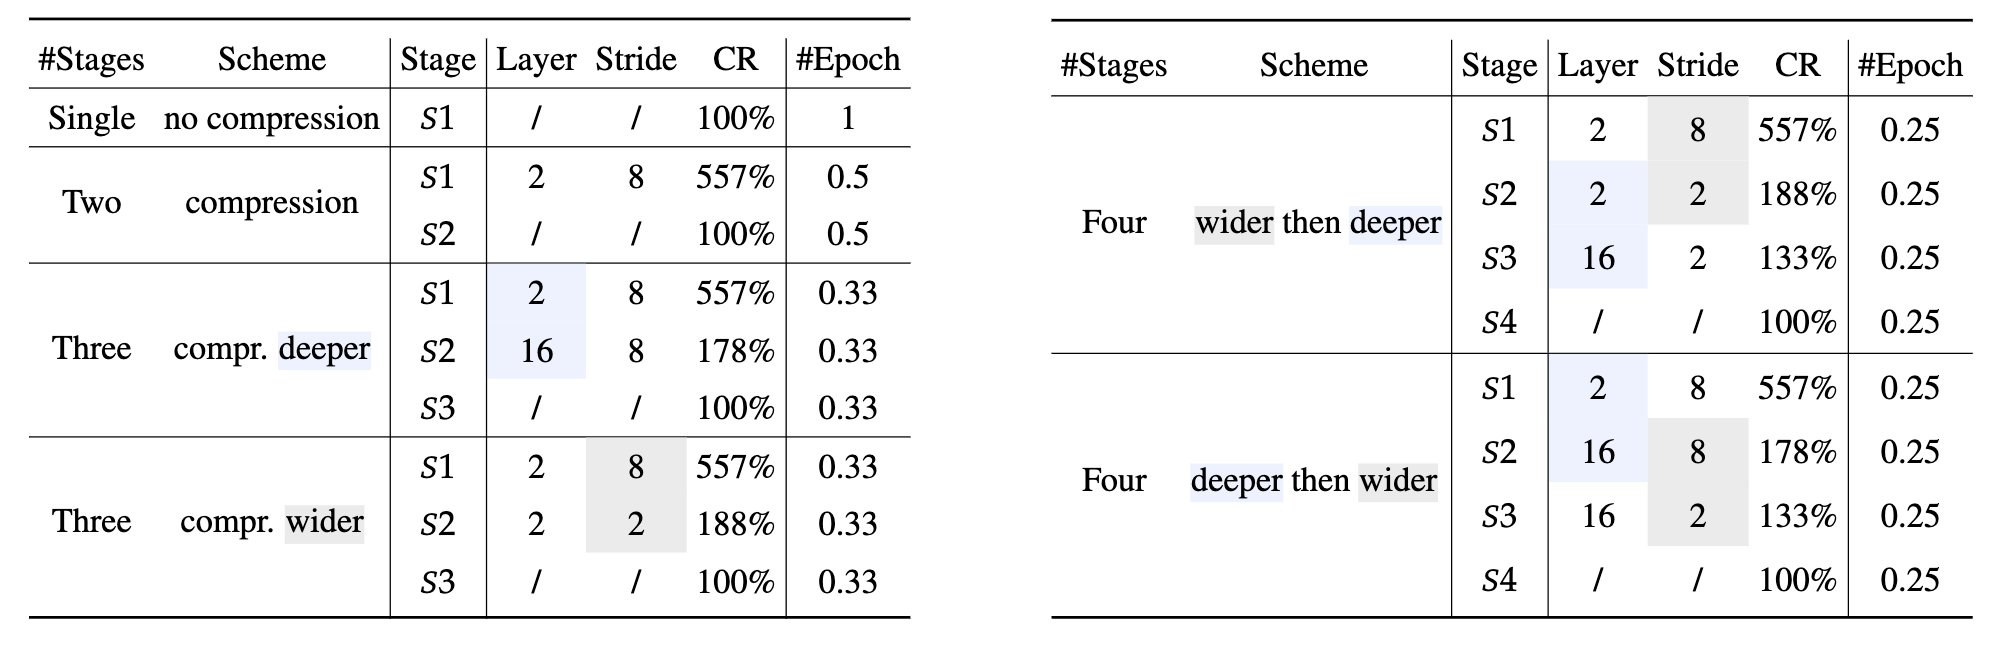 #Stages Scheme Stage Layer Stride CR #Epoch
Single no compression S1 / / 100% 1
Two compression S1 2 8 557% 0.5
S2 / / 100% 0.5
Three compr. deeper S1 2 8 557% 0.33
S2 16 8 178% 0.33
S3 / / 100% 0.33
Three compr. wider S1 2 8 557% 0.33
S2 2 2 188% 0.33
S3 / / 100% 0.33
#Stages Scheme Stage Layer Stride CR #Epoch
Four wider then deeper S1 2 8 557% 0.25
S2 2 2 188% 0.25
S3 16 2 133% 0.25
S4 / / 100% 0.25
Four deeper then wider S1 2 8 557% 0.25
S2 16 8 178% 0.25
S3 16 2 133% 0.25
S4 / / 100% 0.25